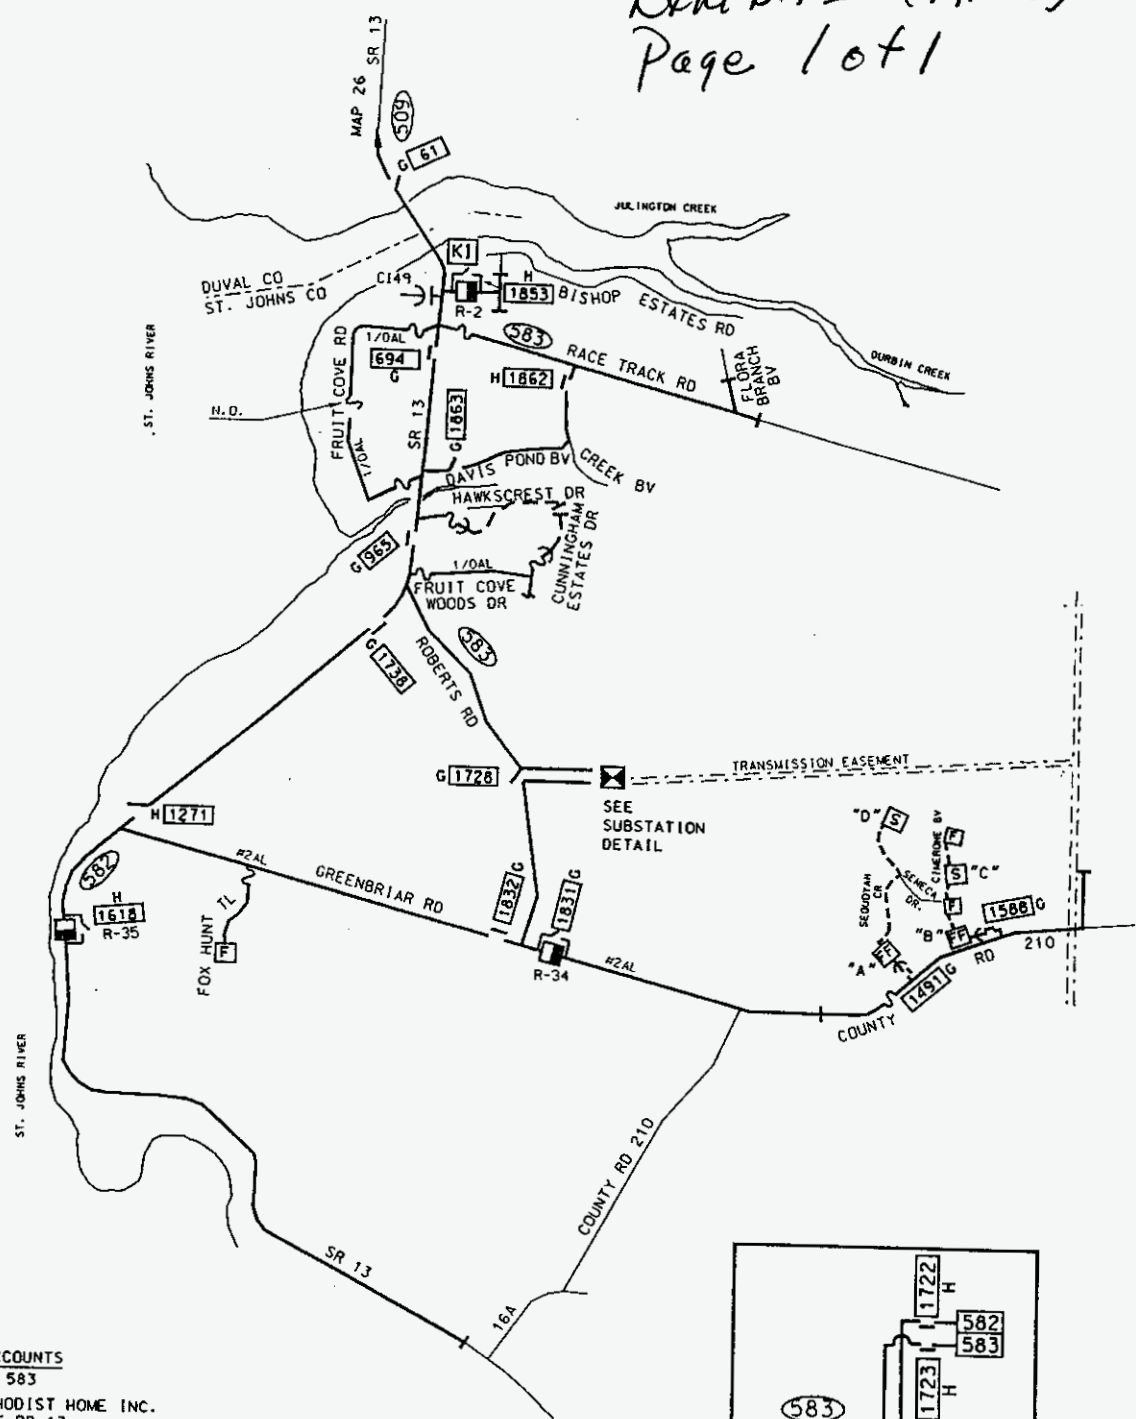 Page 1 of 1
MAP 26 SR 13
509
G 61
JULINGTON CREEK
K1
DUVAL CO
ST. JOHNS CO
C149
H
1853
BISHOP ESTATES RD
R-2
583
1/0AL
694
G
RACE TRACK RD
DURBIN CREEK
FLORA
BRANCH
BV
H 1862
ST. JOHNS RIVER
FRUIT COVE RD
N.O.
SR 13
G 1863
1/0AL
DAVIS POND BV
CREEK BV
HAWKSCREST DR
CUNNINGHAM
ESTATES DR
G 965
1/0AL
FRUIT COVE
WOODS DR
G 1738
ROBERTS RD
583
G 1728
TRANSMISSION EASEMENT
SEE
SUBSTATION
DETAIL
H 1271
582
#2AL
GREENBRIAR RD
H
1618
R-35
FOX HUNT TL
F
1832 G
1831 G
R-34
#2AL
"D" S
CIMERONE BV
F
S "C"
SENECA
DR.
SEQUOYAH
CR
F
1588 G
"B" FF
"A" FF
1491 G
COUNTY RD 210
ST. JOHNS RIVER
COUNTY RD 210
SR 13
16A
1722 H
582
583
1723 H
583
COUNTS
583
HODIST HOME INC.